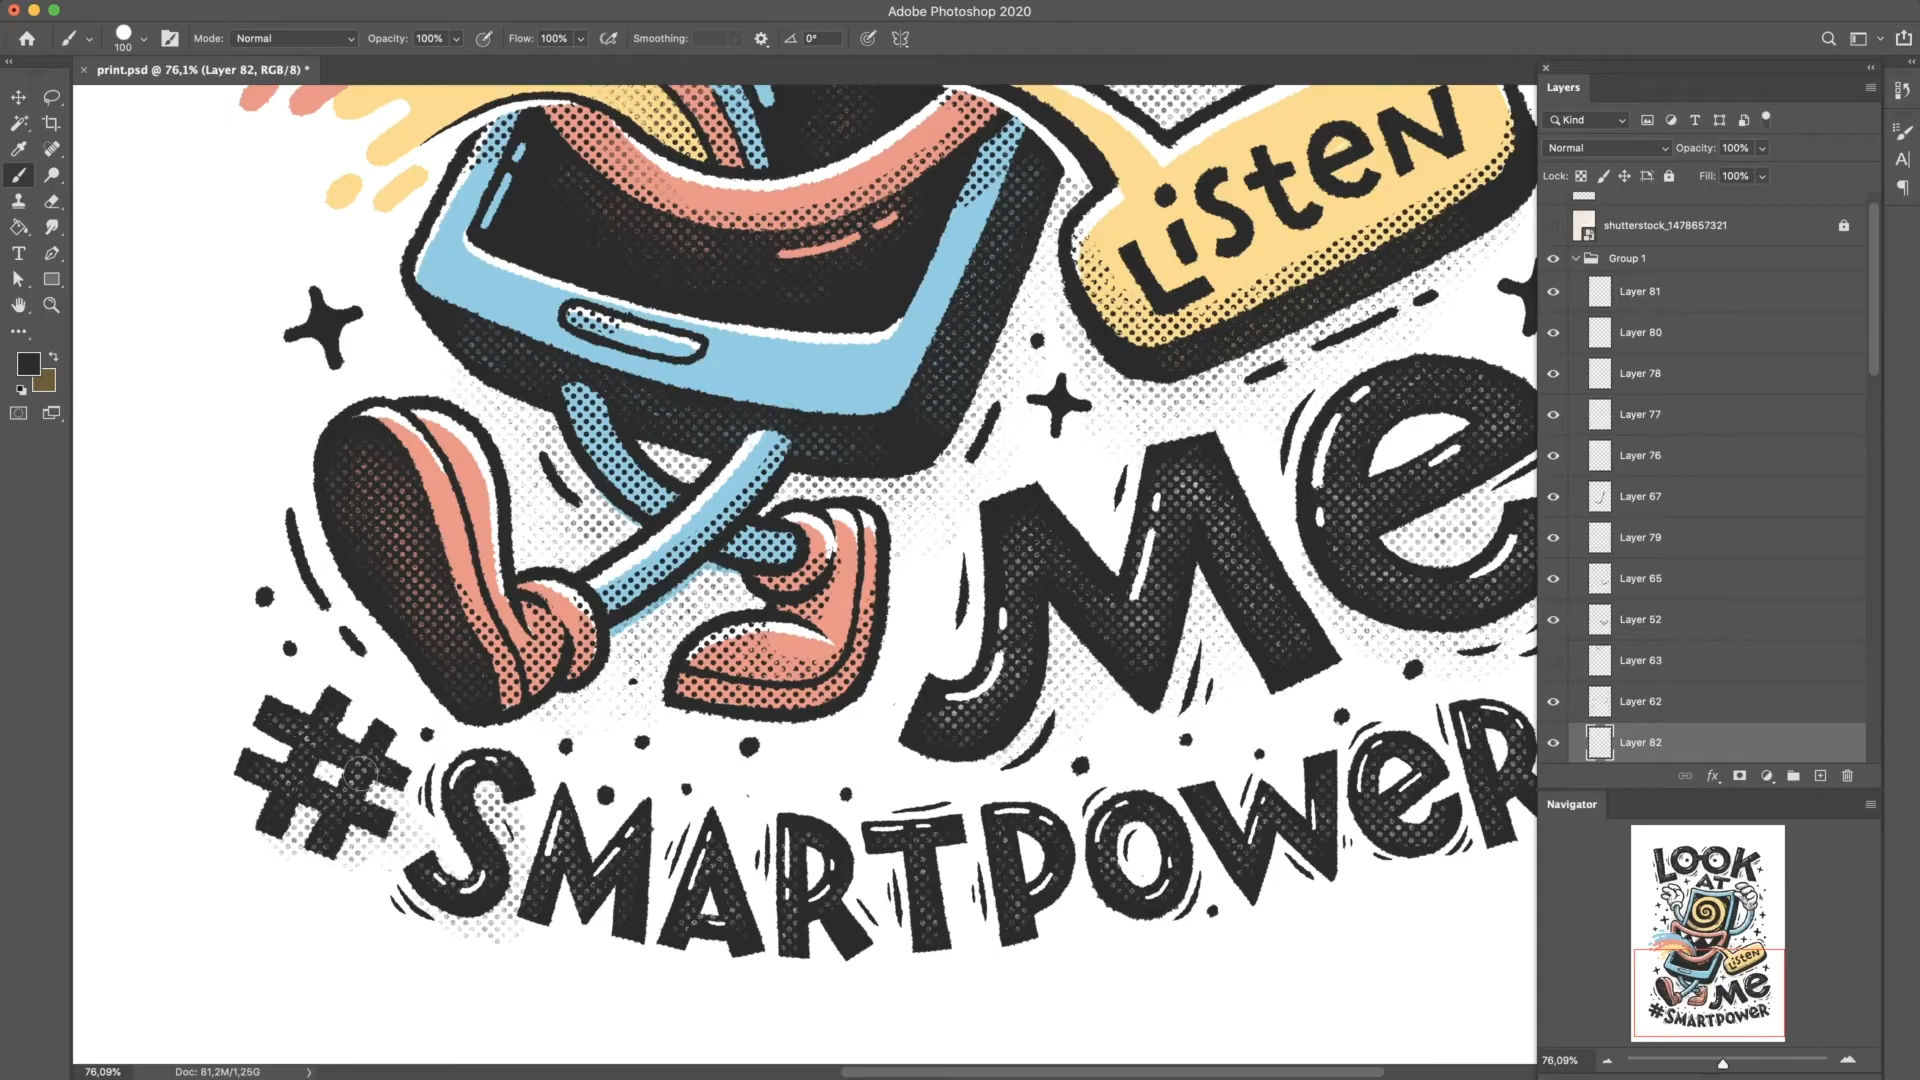 Adobe Photoshop 2020
100
Mode: Normal
Opacity: 100%
Flow: 100%
Smoothing:
0°
print.psd @ 76,1% (Layer 82, RGB/8) *
Listen
Me
#SMARTPOWER
76,09%
Doc: 81,2M/1,25G
Layers
Kind
Normal
Opacity: 100%
Lock:
Fill: 100%
shutterstock_1478657321
Group 1
Layer 81
Layer 80
Layer 78
Layer 77
Layer 76
Layer 67
Layer 79
Layer 65
Layer 52
Layer 63
Layer 62
Layer 82
fx
Navigator
LOOK
AT
Listen
Me
#SMARTPOWER
76,09%